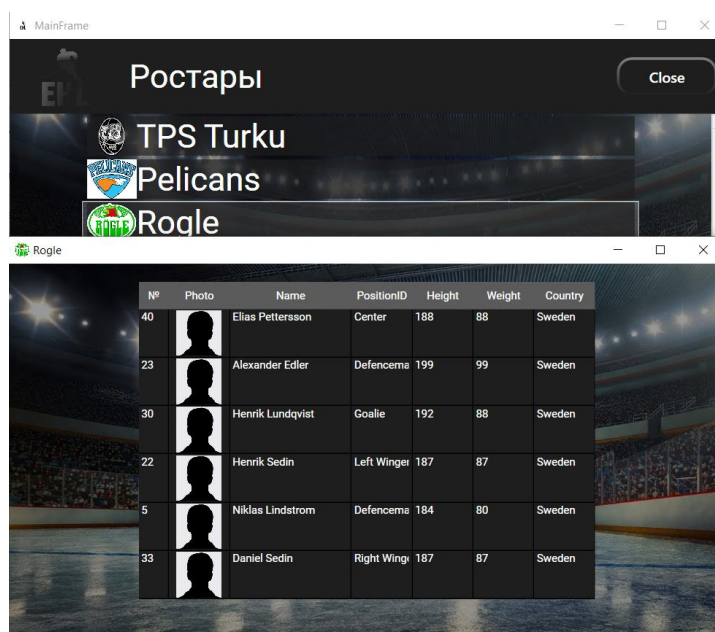 MainFrame
EHL
Ростары
Close
TPS Turku
PELICANS
Pelicans
ROGLE
Rogle
Rogle
№ Photo Name PositionID Height Weight Country
40 Elias Pettersson Center 188 88 Sweden
23 Alexander Edler Defencema 199 99 Sweden
30 Henrik Lundqvist Goalie 192 88 Sweden
22 Henrik Sedin Left Winger 187 87 Sweden
5 Niklas Lindstrom Defencema 184 80 Sweden
33 Daniel Sedin Right Wing 187 87 Sweden